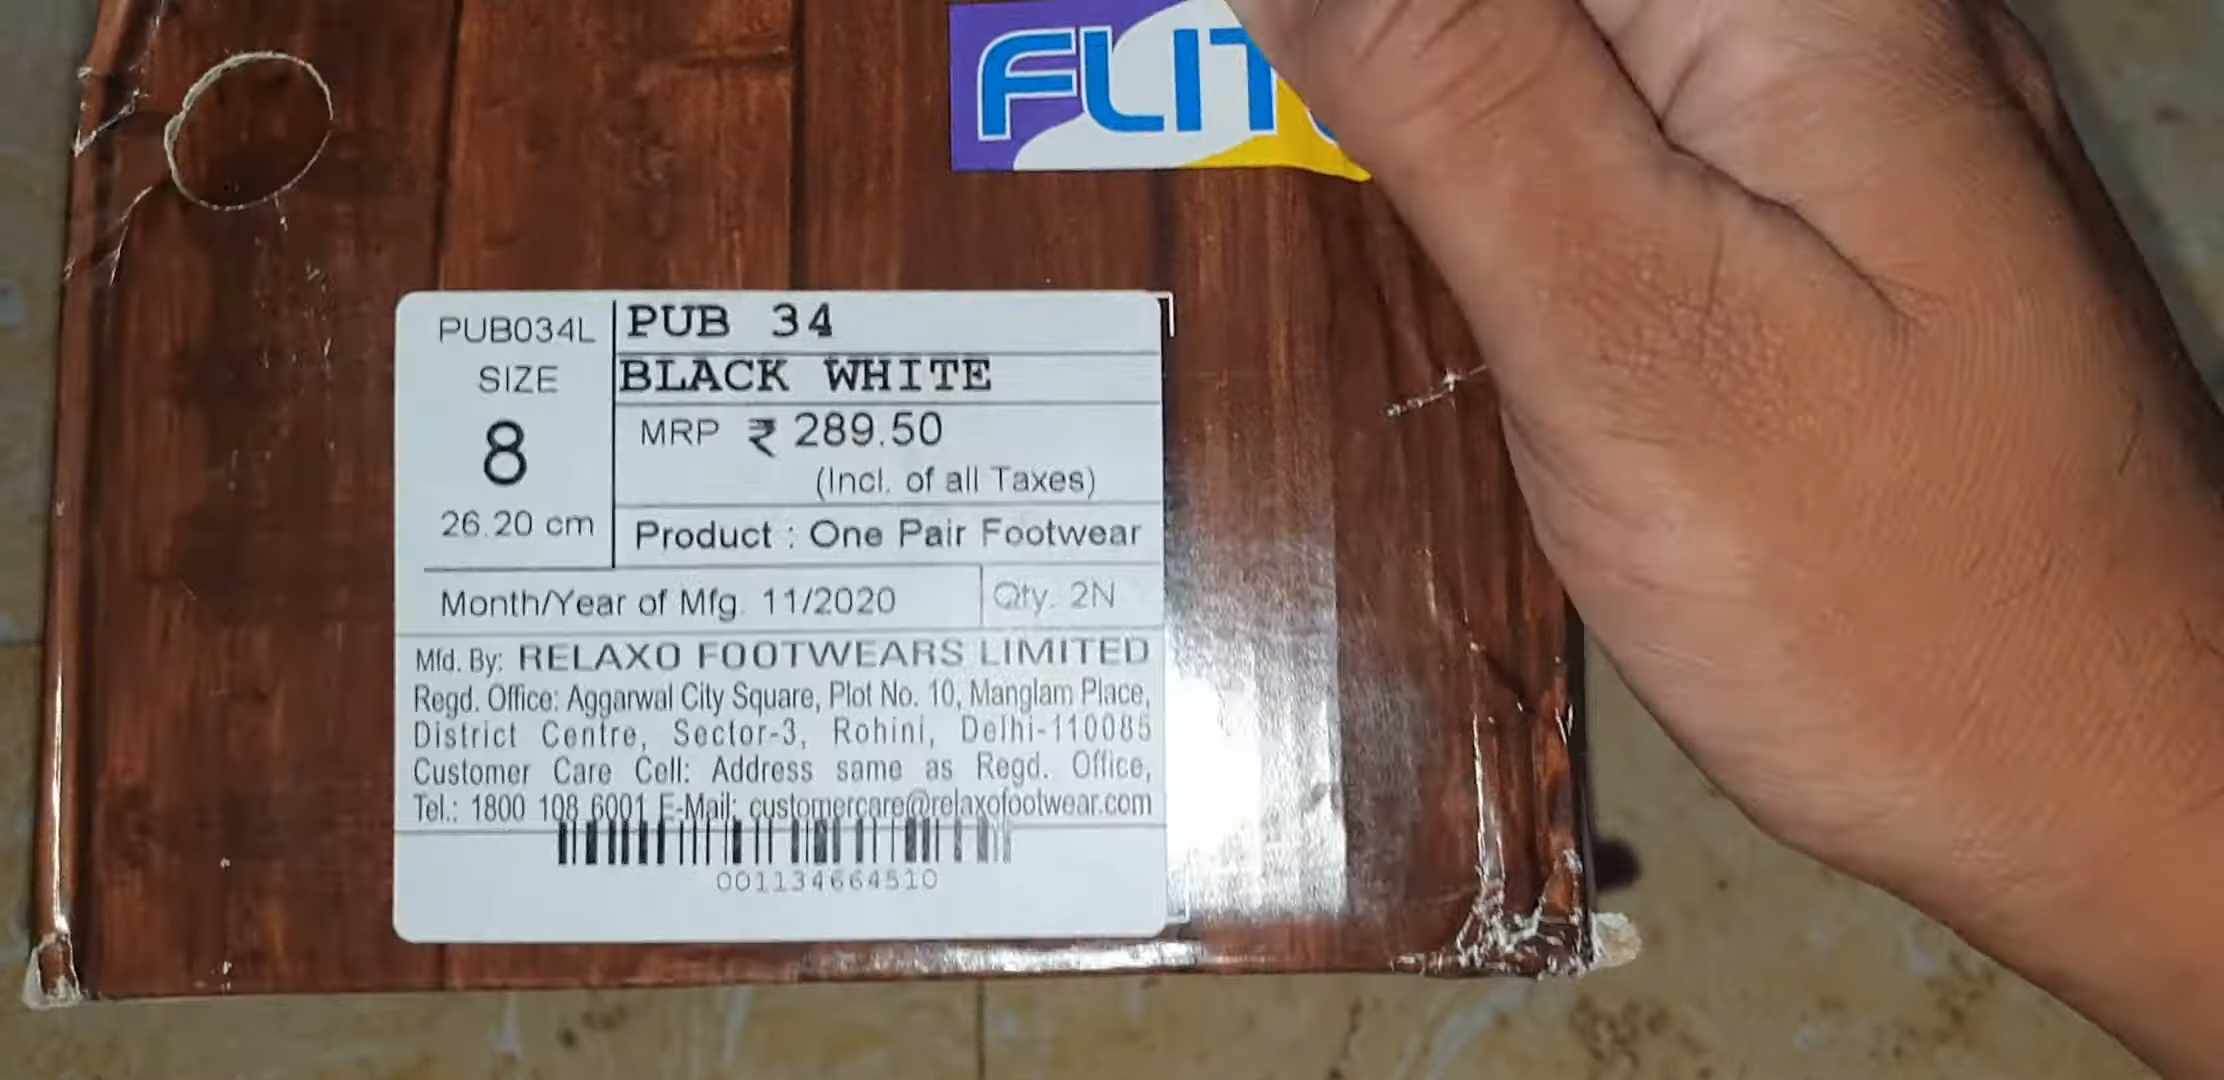 FLIT
PUB034L
SIZE
8
26.20 cm
PUB 34
BLACK WHITE
MRP ₹ 289.50
(Incl. of all Taxes)
Product : One Pair Footwear
Month/Year of Mfg. 11/2020
Qty. 2N
Mfd. By: RELAXO FOOTWEARS LIMITED
Regd. Office: Aggarwal City Square, Plot No. 10, Manglam Place,
District Centre, Sector-3, Rohini, Delhi-110085
Customer Care Cell: Address same as Regd. Office,
Tel.: 1800 108 6001 E-Mail: customercare@relaxofootwear.com
001134664510